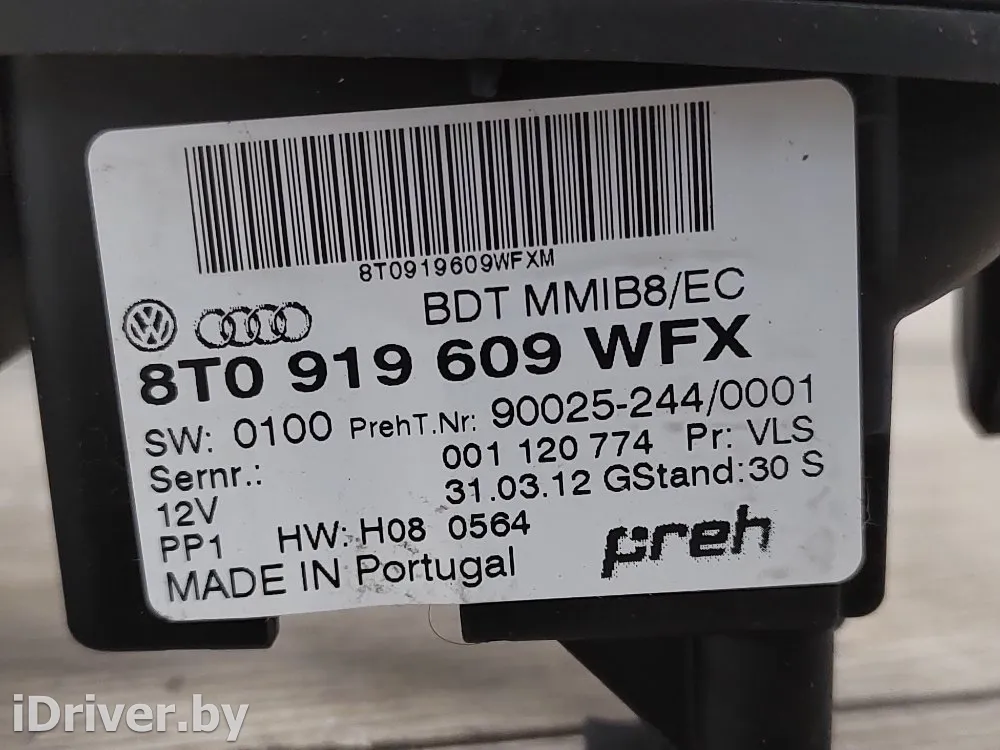 8T0919609WFXM
BDT MMIB8/EC
8T0 919 609 WFX
SW: 0100 PrehT.Nr: 90025-244/0001
Sernr.: 001 120 774 Pr: VLS
12V 31.03.12 GStand:30 S
PP1 HW: H08 0564
preh
MADE IN Portugal
iDriver.by